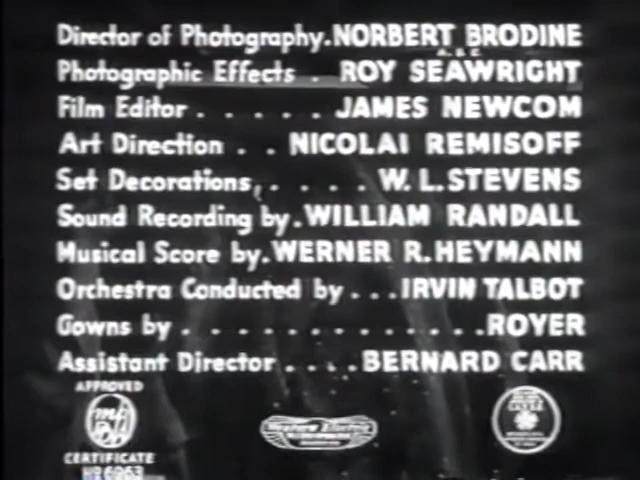 Director of Photography.NORBERT BRODINE
A.S.C.
Photographic Effects . ROY SEAWRIGHT
Film Editor . . . . . JAMES NEWCOM
Art Direction . . NICOLAI REMISOFF
Set Decorations, . . . . W.L.STEVENS
Sound Recording by.WILLIAM RANDALL
Musical Score by.WERNER R.HEYMANN
Orchestra Conducted by ...IRVIN TALBOT
Gowns by . . . . . . . . . . . . .ROYER
Assistant Director ....BERNARD CARR
APPROVED
Western Electric
CERTIFICATE